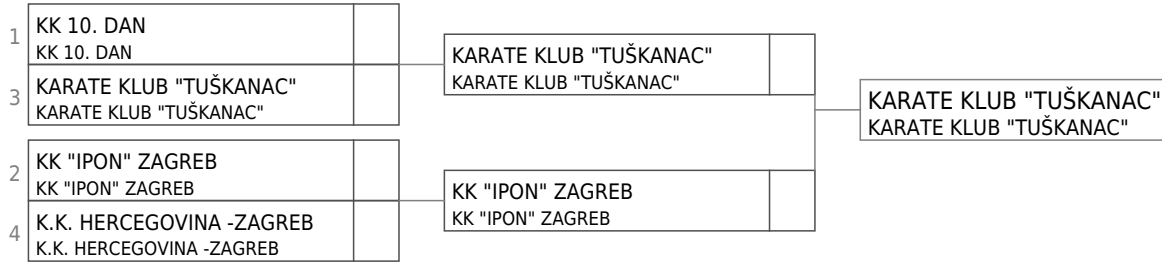 1
KK 10. DAN
KK 10. DAN
3
KARATE KLUB "TUŠKANAC"
KARATE KLUB "TUŠKANAC"
2
KK "IPON" ZAGREB
KK "IPON" ZAGREB
4
K.K. HERCEGOVINA -ZAGREB
K.K. HERCEGOVINA -ZAGREB
KARATE KLUB "TUŠKANAC"
KARATE KLUB "TUŠKANAC"
KK "IPON" ZAGREB
KK "IPON" ZAGREB
KARATE KLUB "TUŠKANAC"
KARATE KLUB "TUŠKANAC"